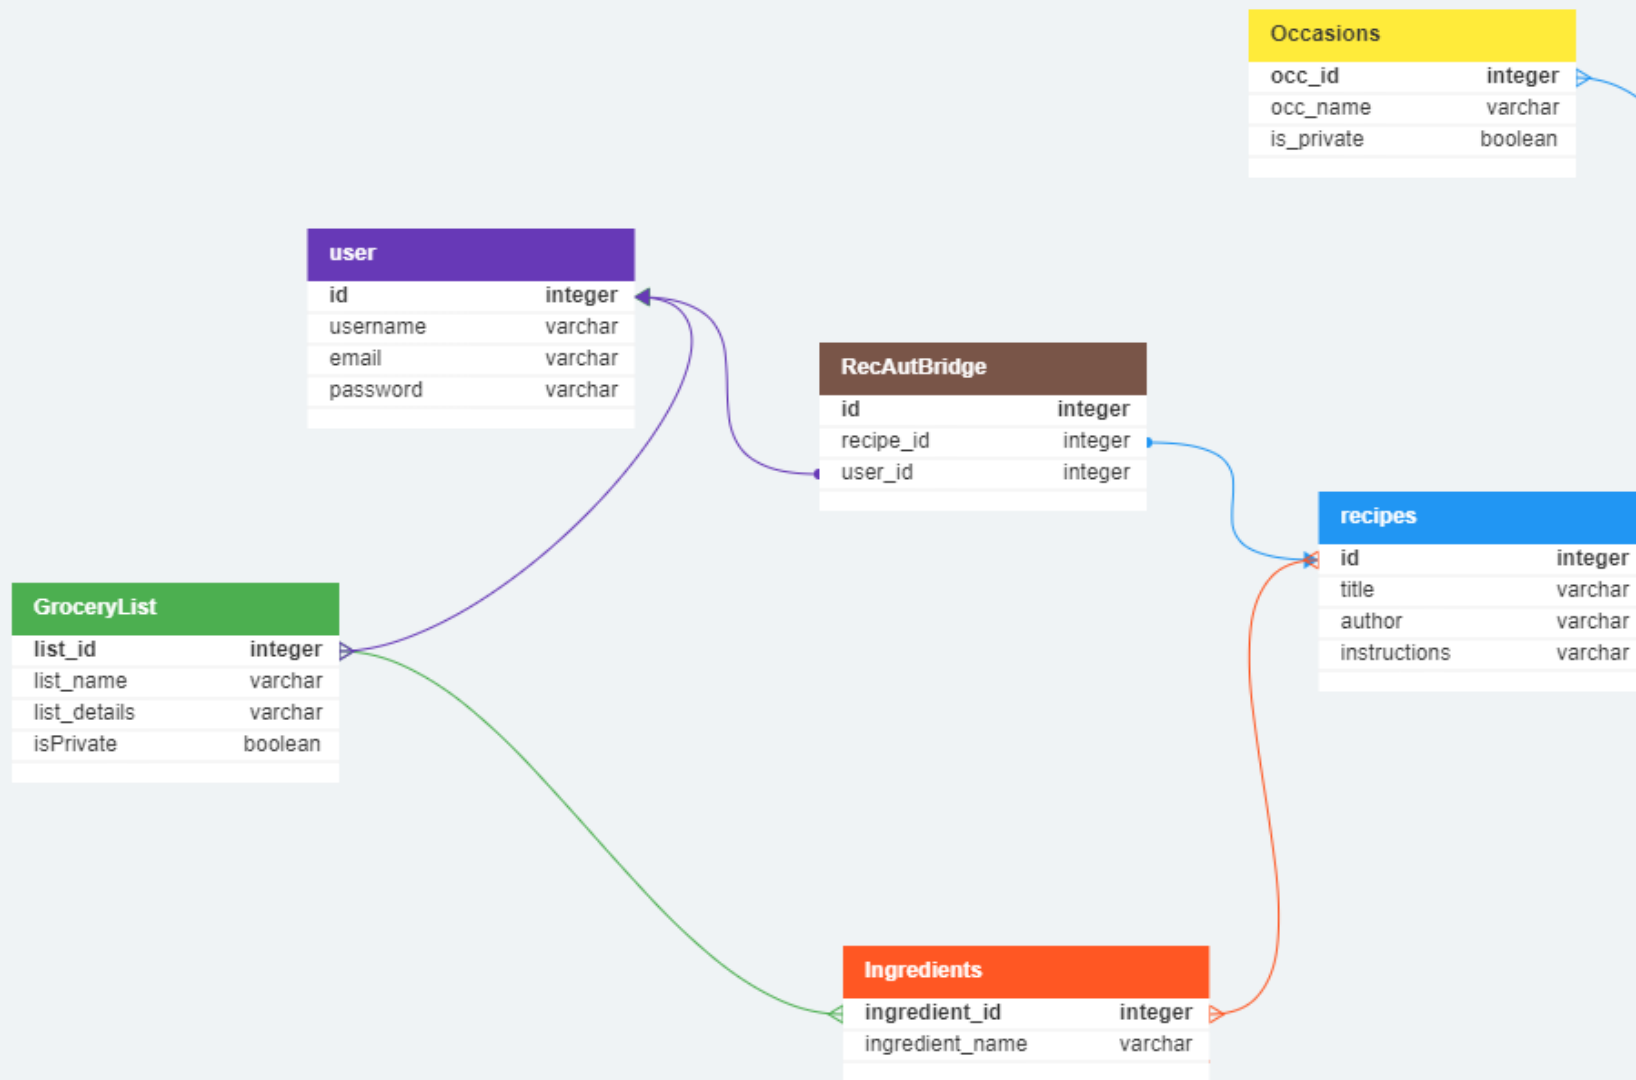 Occasions
occ_id integer
occ_name varchar
is_private boolean
user
id integer
username varchar
email varchar
password varchar
RecAutBridge
id integer
recipe_id integer
user_id integer
recipes
id integer
title varchar
author varchar
instructions varchar
GroceryList
list_id integer
list_name varchar
list_details varchar
isPrivate boolean
Ingredients
ingredient_id integer
ingredient_name varchar